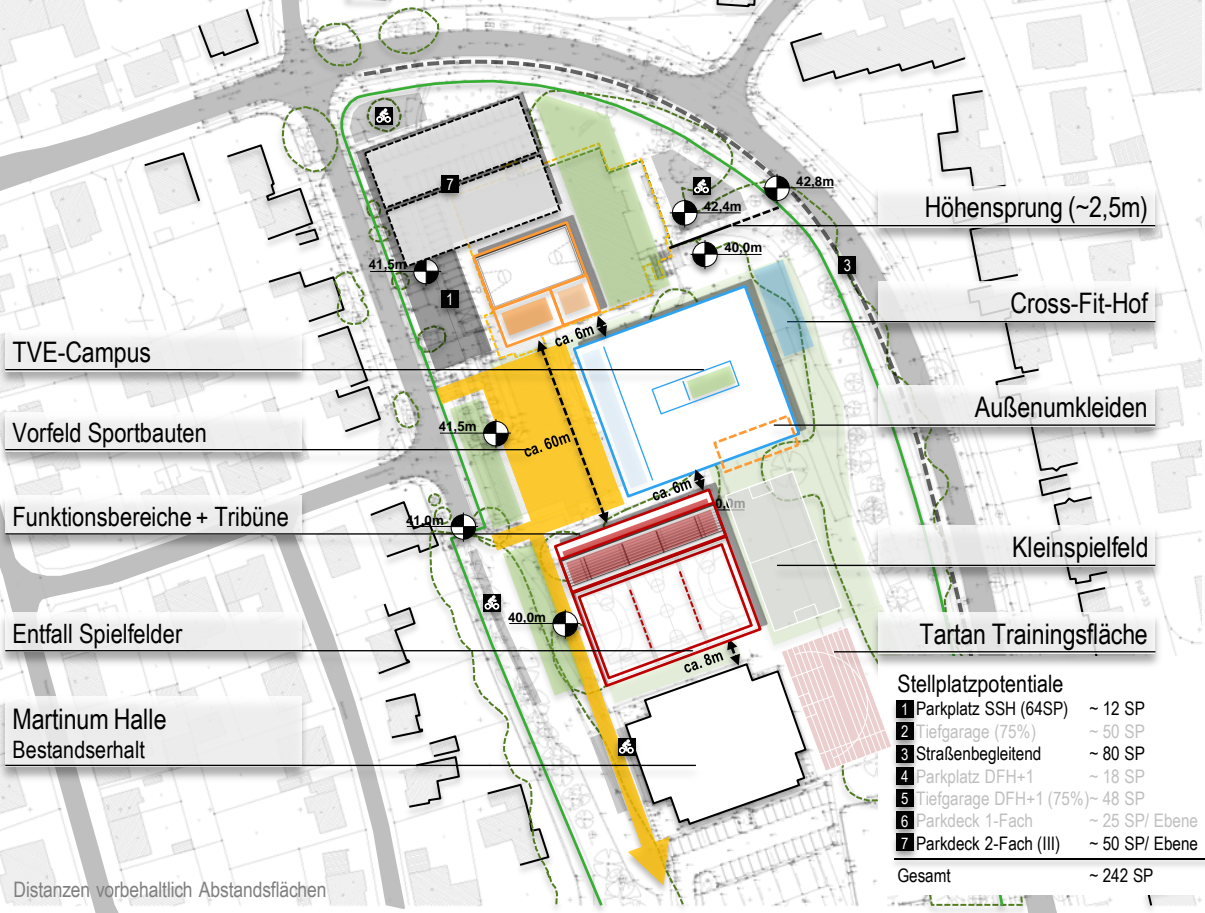 42,8m
42,4m
Höhensprung (~2,5m)
40,0m
7
3
41,5m
1
Cross-Fit-Hof
ca. 6m
TVE-Campus
Außenumkleiden
41,5m
Vorfeld Sportbauten
ca. 60m
ca. 6m
Funktionsbereiche + Tribüne
41,0m
0,0m
Kleinspielfeld
40,0m
Entfall Spielfelder
Tartan Trainingsfläche
ca. 8m
Martinum Halle
Bestandserhalt
Stellplatzpotentiale
1 Parkplatz SSH (64SP) ~ 12 SP
2 Tiefgarage (75%) ~ 50 SP
3 Straßenbegleitend ~ 80 SP
4 Parkplatz DFH+1 ~ 18 SP
5 Tiefgarage DFH+1 (75%) ~ 48 SP
6 Parkdeck 1-Fach ~ 25 SP/ Ebene
7 Parkdeck 2-Fach (III) ~ 50 SP/ Ebene
Gesamt ~ 242 SP
Distanzen vorbehaltlich Abstandsflächen